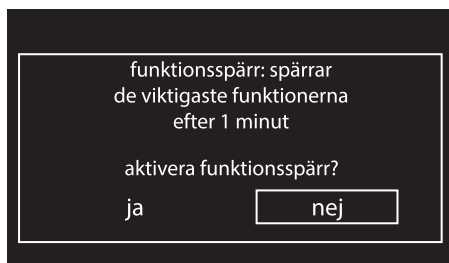 funktionsspärr: spärrar
de viktigaste funktionerna
efter 1 minut
aktivera funktionsspärr?
ja nej